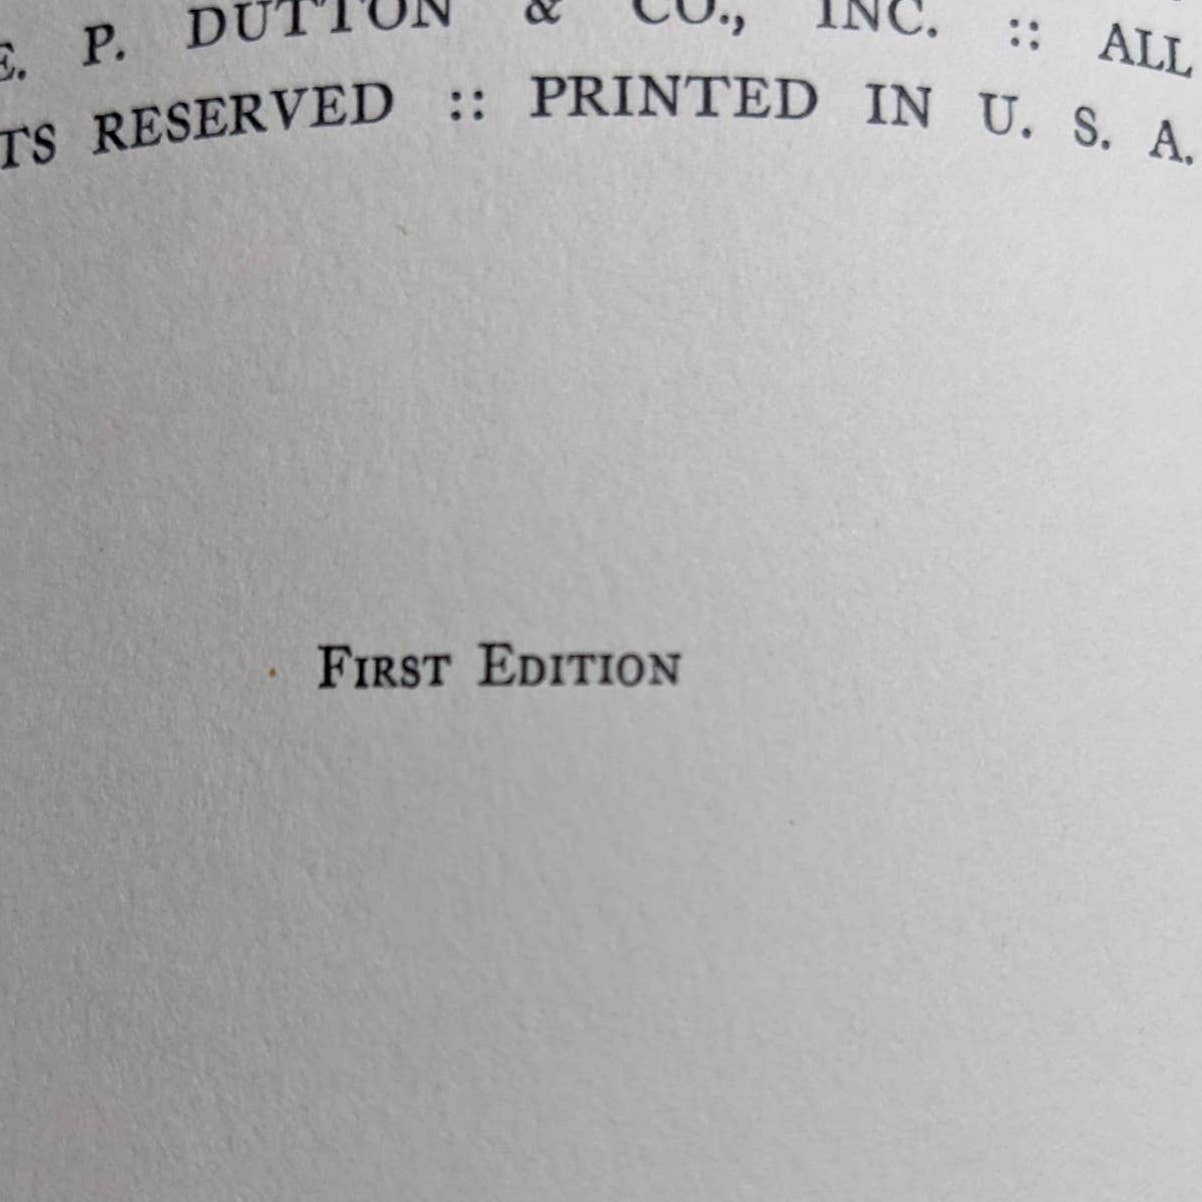 E. P. DUTTON & CO., INC. :: ALL
TS RESERVED :: PRINTED IN U. S. A.
First Edition